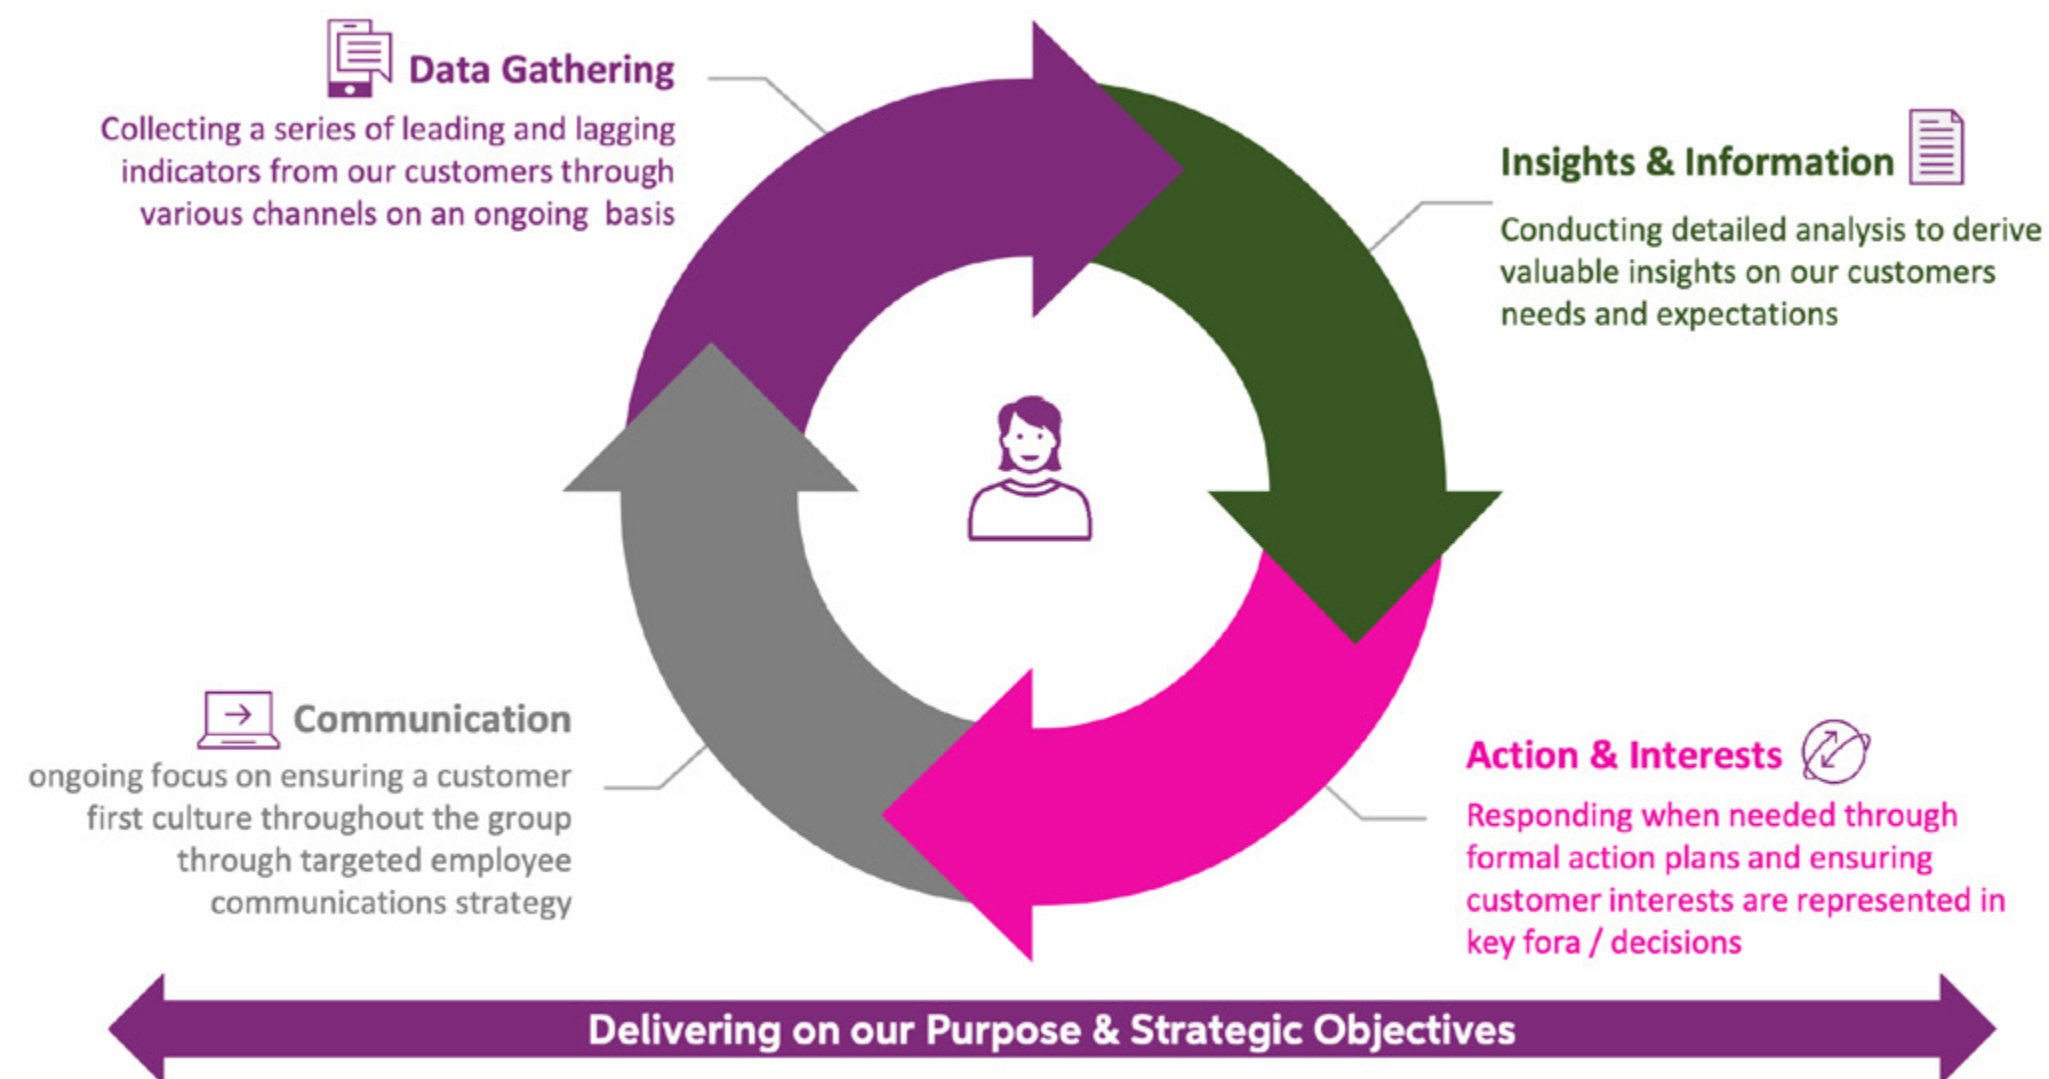 Data Gathering
Collecting a series of leading and lagging
indicators from our customers through
various channels on an ongoing basis
Insights & Information
Conducting detailed analysis to derive
valuable insights on our customers
needs and expectations
Action & Interests
Responding when needed through
formal action plans and ensuring
customer interests are represented in
key fora / decisions
Communication
ongoing focus on ensuring a customer
first culture throughout the group
through targeted employee
communications strategy
Delivering on our Purpose & Strategic Objectives